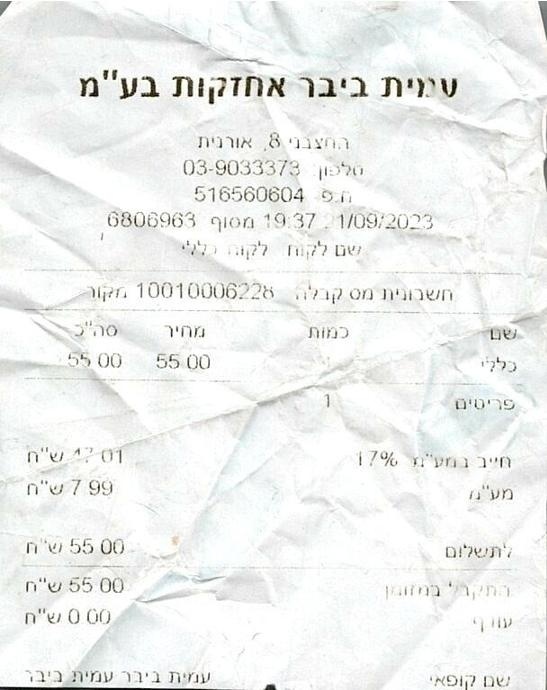 עמית ביבר אחזקות בע"מ
החצבני 8, אורנית
טלפון: 03-9033373
ח.פ. 516560604
21/09/2023 19:37 מסוף 6806963
שם לקוח לקוח כללי
חשבונית מס קבלה 10010006228 מקור
שם כמות מחיר סה"כ
כללי 1 55.00 55.00
פריטים 1
חייב במע"מ 17% 47.01 ש"ח
מע"מ 7.99 ש"ח
לתשלום 55.00 ש"ח
התקבל במזומן 55.00 ש"ח
עודף 0.00 ש"ח
שם קופאי עמית ביבר עמית ביבר